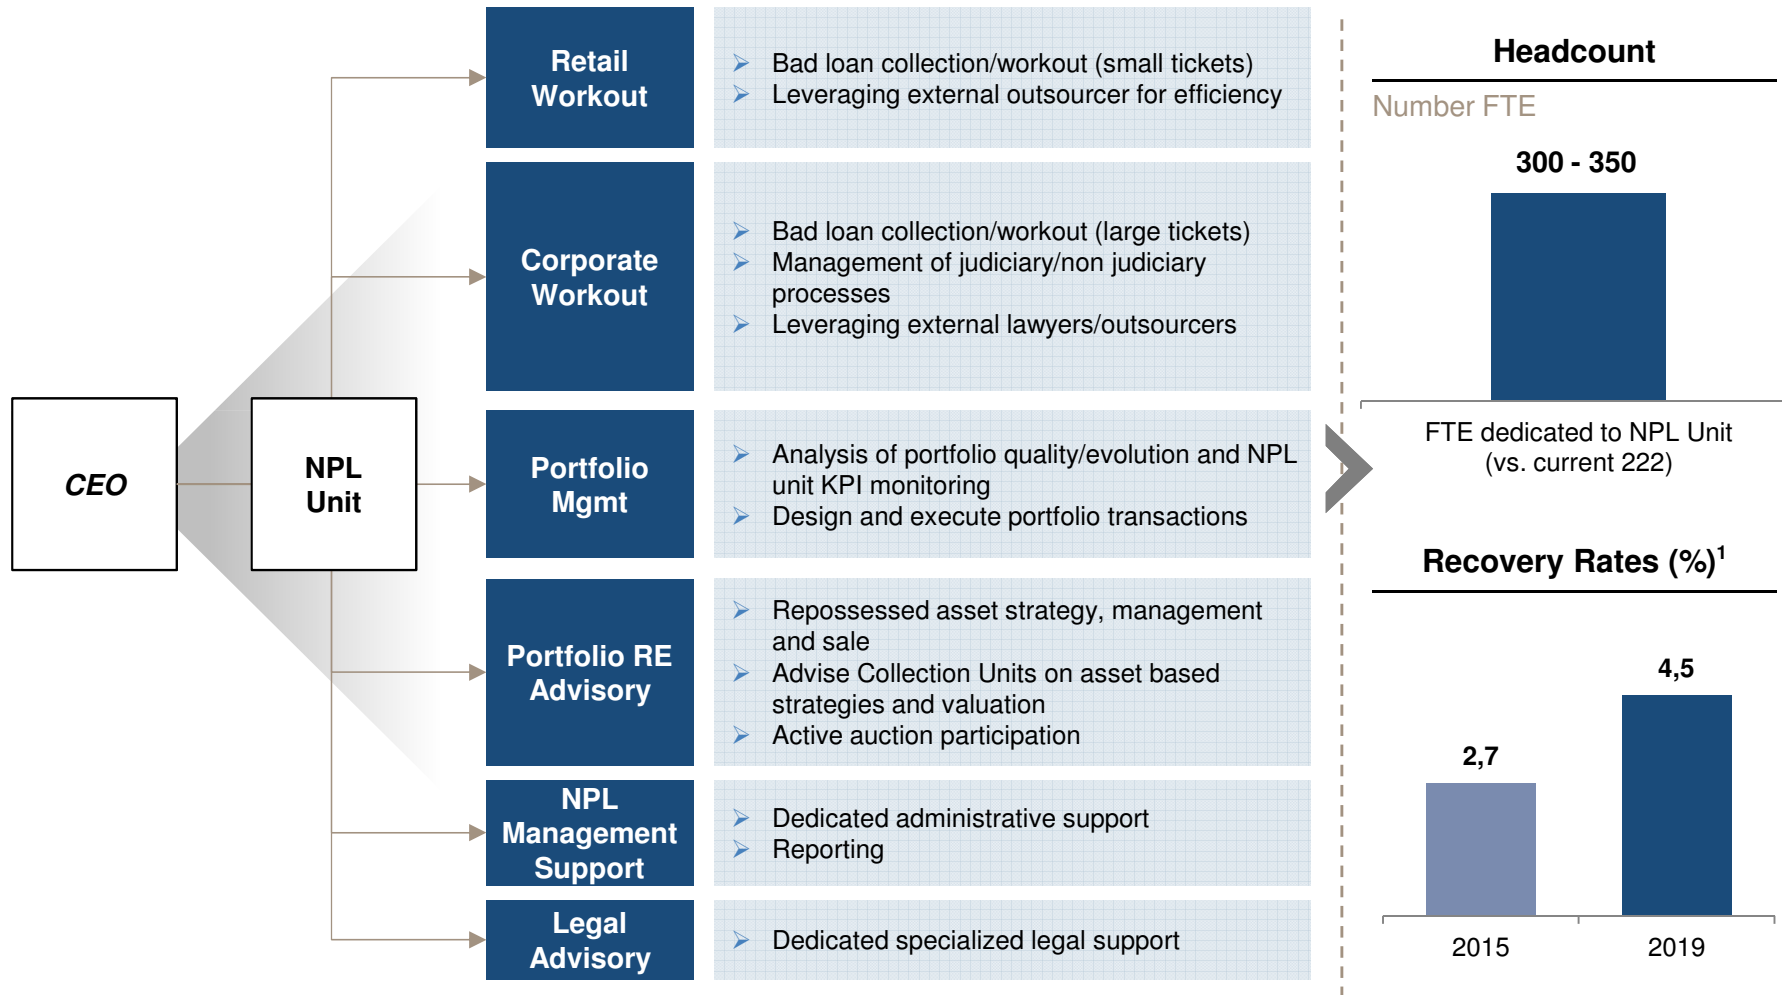 CEO
NPL
Unit
Retail
Workout
➢ Bad loan collection/workout (small tickets)
➢ Leveraging external outsourcer for efficiency
Corporate
Workout
➢ Bad loan collection/workout (large tickets)
➢ Management of judiciary/non judiciary
processes
➢ Leveraging external lawyers/outsourcers
Portfolio
Mgmt
➢ Analysis of portfolio quality/evolution and NPL
unit KPI monitoring
➢ Design and execute portfolio transactions
Portfolio RE
Advisory
➢ Repossessed asset strategy, management
and sale
➢ Advise Collection Units on asset based
strategies and valuation
➢ Active auction participation
NPL
Management
Support
➢ Dedicated administrative support
➢ Reporting
Legal
Advisory
➢ Dedicated specialized legal support
Headcount
Number FTE
300 - 350
FTE dedicated to NPL Unit
(vs. current 222)
Recovery Rates (%)¹
2,7
4,5
2015
2019